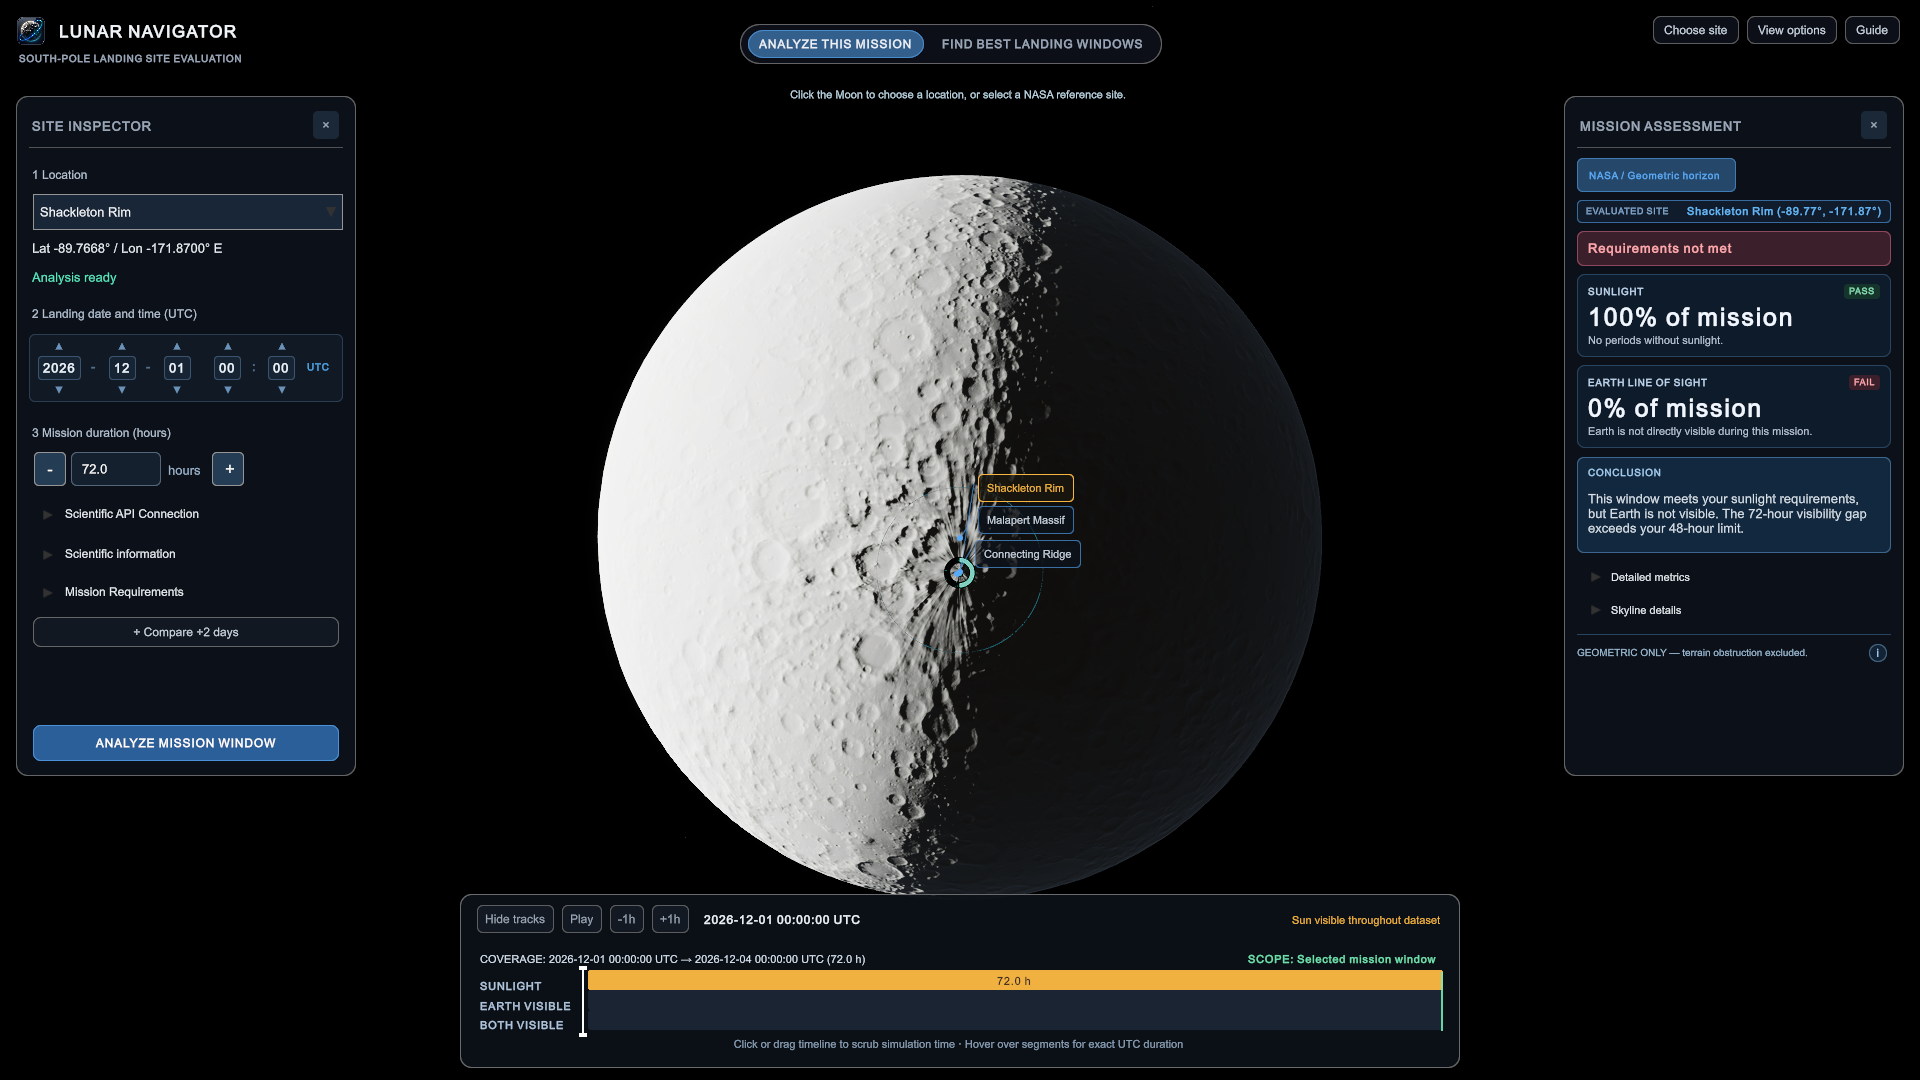 LUNAR NAVIGATOR
SOUTH-POLE LANDING SITE EVALUATION
ANALYZE THIS MISSION
FIND BEST LANDING WINDOWS
Choose site
View options
Guide
Click the Moon to choose a location, or select a NASA reference site.
SITE INSPECTOR
×
1 Location
Shackleton Rim
Lat -89.7668° / Lon -171.8700° E
Analysis ready
2 Landing date and time (UTC)
2026 - 12 - 01 00 : 00 UTC
3 Mission duration (hours)
- 72.0 hours +
Scientific API Connection
Scientific information
Mission Requirements
+ Compare +2 days
ANALYZE MISSION WINDOW
Shackleton Rim
Malapert Massif
Connecting Ridge
MISSION ASSESSMENT
×
NASA / Geometric horizon
EVALUATED SITE Shackleton Rim (-89.77°, -171.87°)
Requirements not met
SUNLIGHT PASS
100% of mission
No periods without sunlight.
EARTH LINE OF SIGHT FAIL
0% of mission
Earth is not directly visible during this mission.
CONCLUSION
This window meets your sunlight requirements,
but Earth is not visible. The 72-hour visibility gap
exceeds your 48-hour limit.
Detailed metrics
Skyline details
GEOMETRIC ONLY — terrain obstruction excluded.
i
Hide tracks
Play
-1h
+1h
2026-12-01 00:00:00 UTC
Sun visible throughout dataset
COVERAGE: 2026-12-01 00:00:00 UTC → 2026-12-04 00:00:00 UTC (72.0 h)
SCOPE: Selected mission window
SUNLIGHT
72.0 h
EARTH VISIBLE
BOTH VISIBLE
Click or drag timeline to scrub simulation time · Hover over segments for exact UTC duration